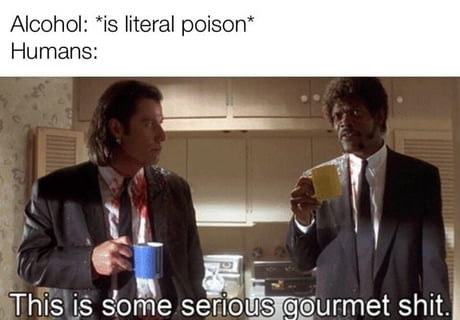 Alcohol: *is literal poison*
Humans:
This is some serious gourmet shit.